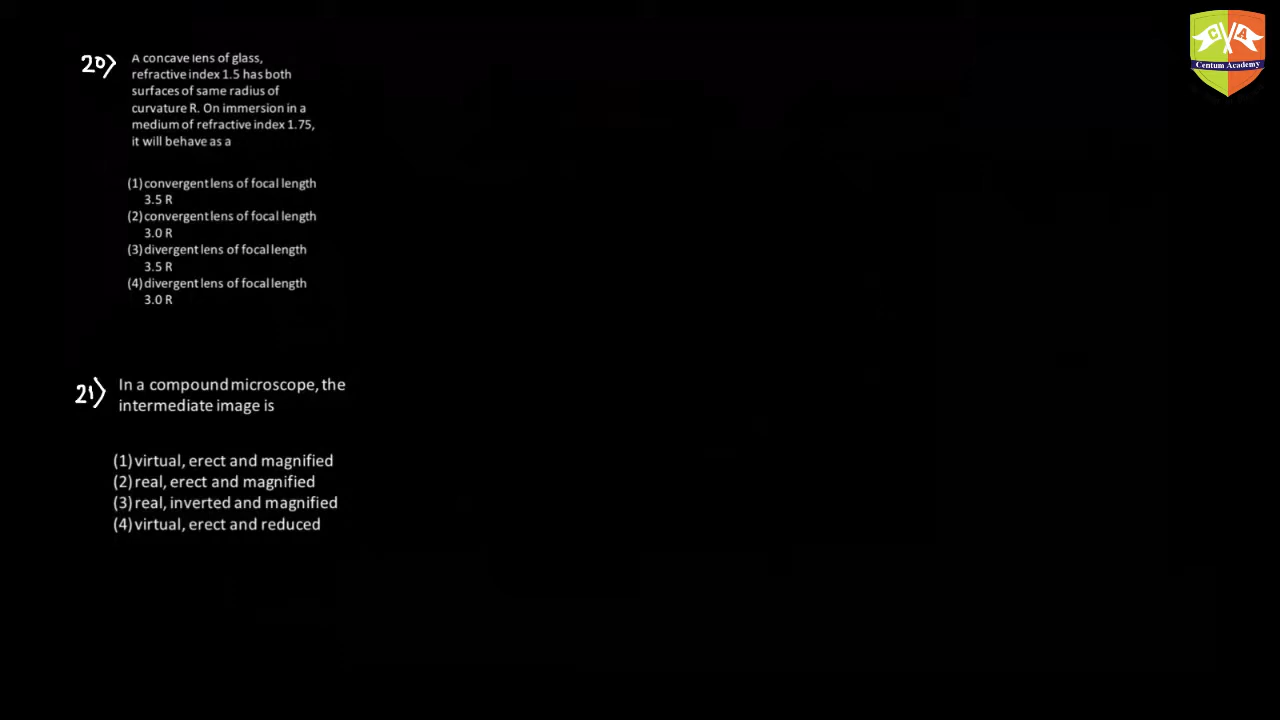 20) A concave lens of glass,
refractive index 1.5 has both
surfaces of same radius of
curvature R. On immersion in a
medium of refractive index 1.75,
it will behave as a
(1) convergent lens of focal length
3.5 R
(2) convergent lens of focal length
3.0 R
(3) divergent lens of focal length
3.5 R
(4) divergent lens of focal length
3.0 R
21) In a compound microscope, the
intermediate image is
(1) virtual, erect and magnified
(2) real, erect and magnified
(3) real, inverted and magnified
(4) virtual, erect and reduced
C A
Centum Academy